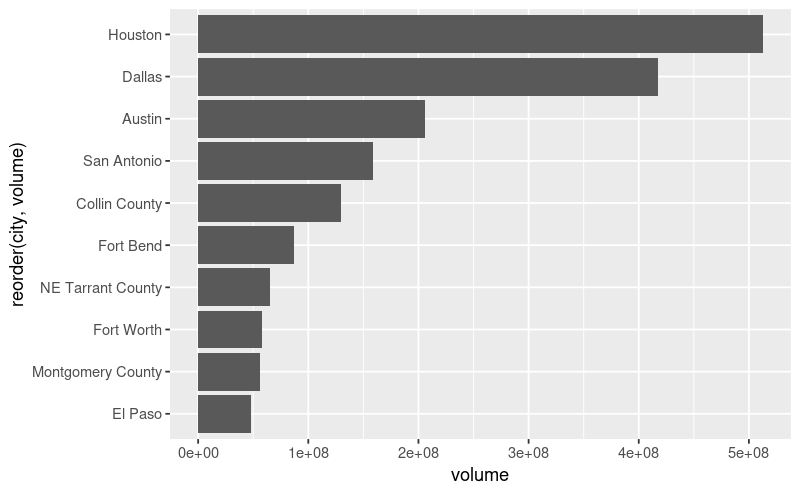 Houston
Dallas
Austin
San Antonio
Collin County
Fort Bend
NE Tarrant County
Fort Worth
Montgomery County
El Paso
reorder(city, volume)
0e+00 1e+08 2e+08 3e+08 4e+08 5e+08
volume